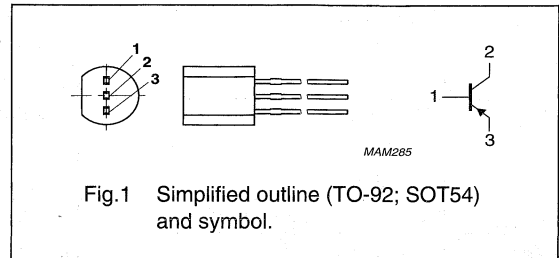 1
2
3
2
1
3
MAM285
Fig.1 Simplified outline (TO-92; SOT54)
and symbol.